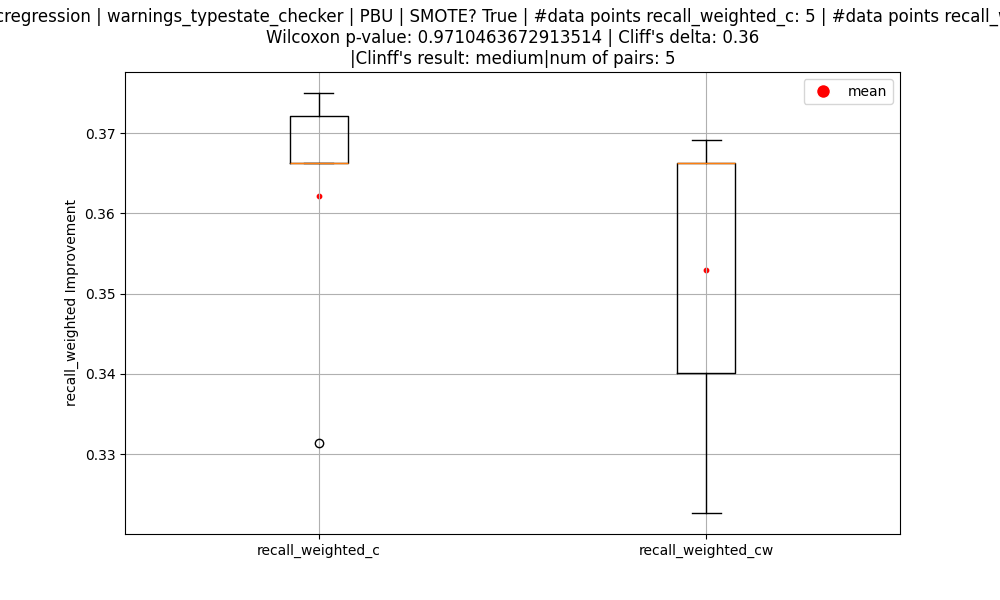 | warnings_typestate_checker | PBU | SMOTE? True | #data points recall_weighted_c: 5 | #data points
Wilcoxon p-value: 0.9710463672913514 | Cliff's delta: 0.36
|Clinff's result: medium|num of pairs: 5
mean
0.37
0.36
0.35
0.34
0.33
recall_weighted Improvement
recall_weighted_c
recall_weighted_cw